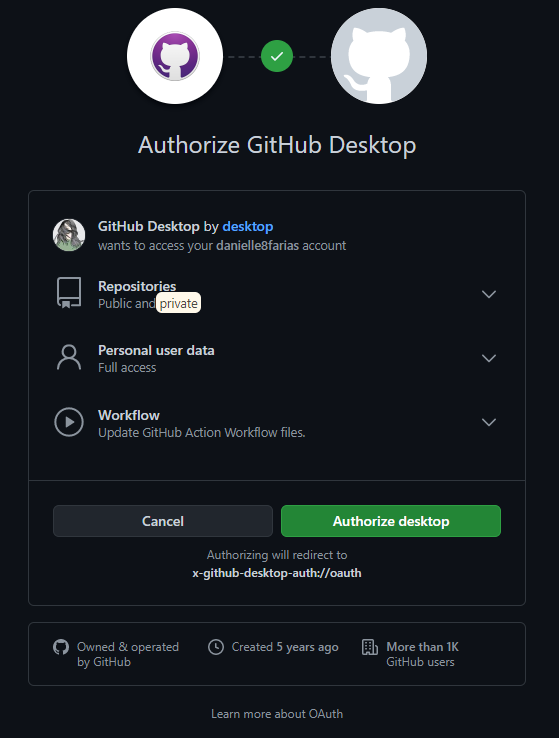 Authorize GitHub Desktop
GitHub Desktop by desktop
wants to access your danielle8farias account
Repositories
Public and private
Personal user data
Full access
Workflow
Update GitHub Action Workflow files.
Cancel
Authorize desktop
Authorizing will redirect to
x-github-desktop-auth://oauth
Owned & operated
by GitHub
Created 5 years ago
More than 1K
GitHub users
Learn more about OAuth